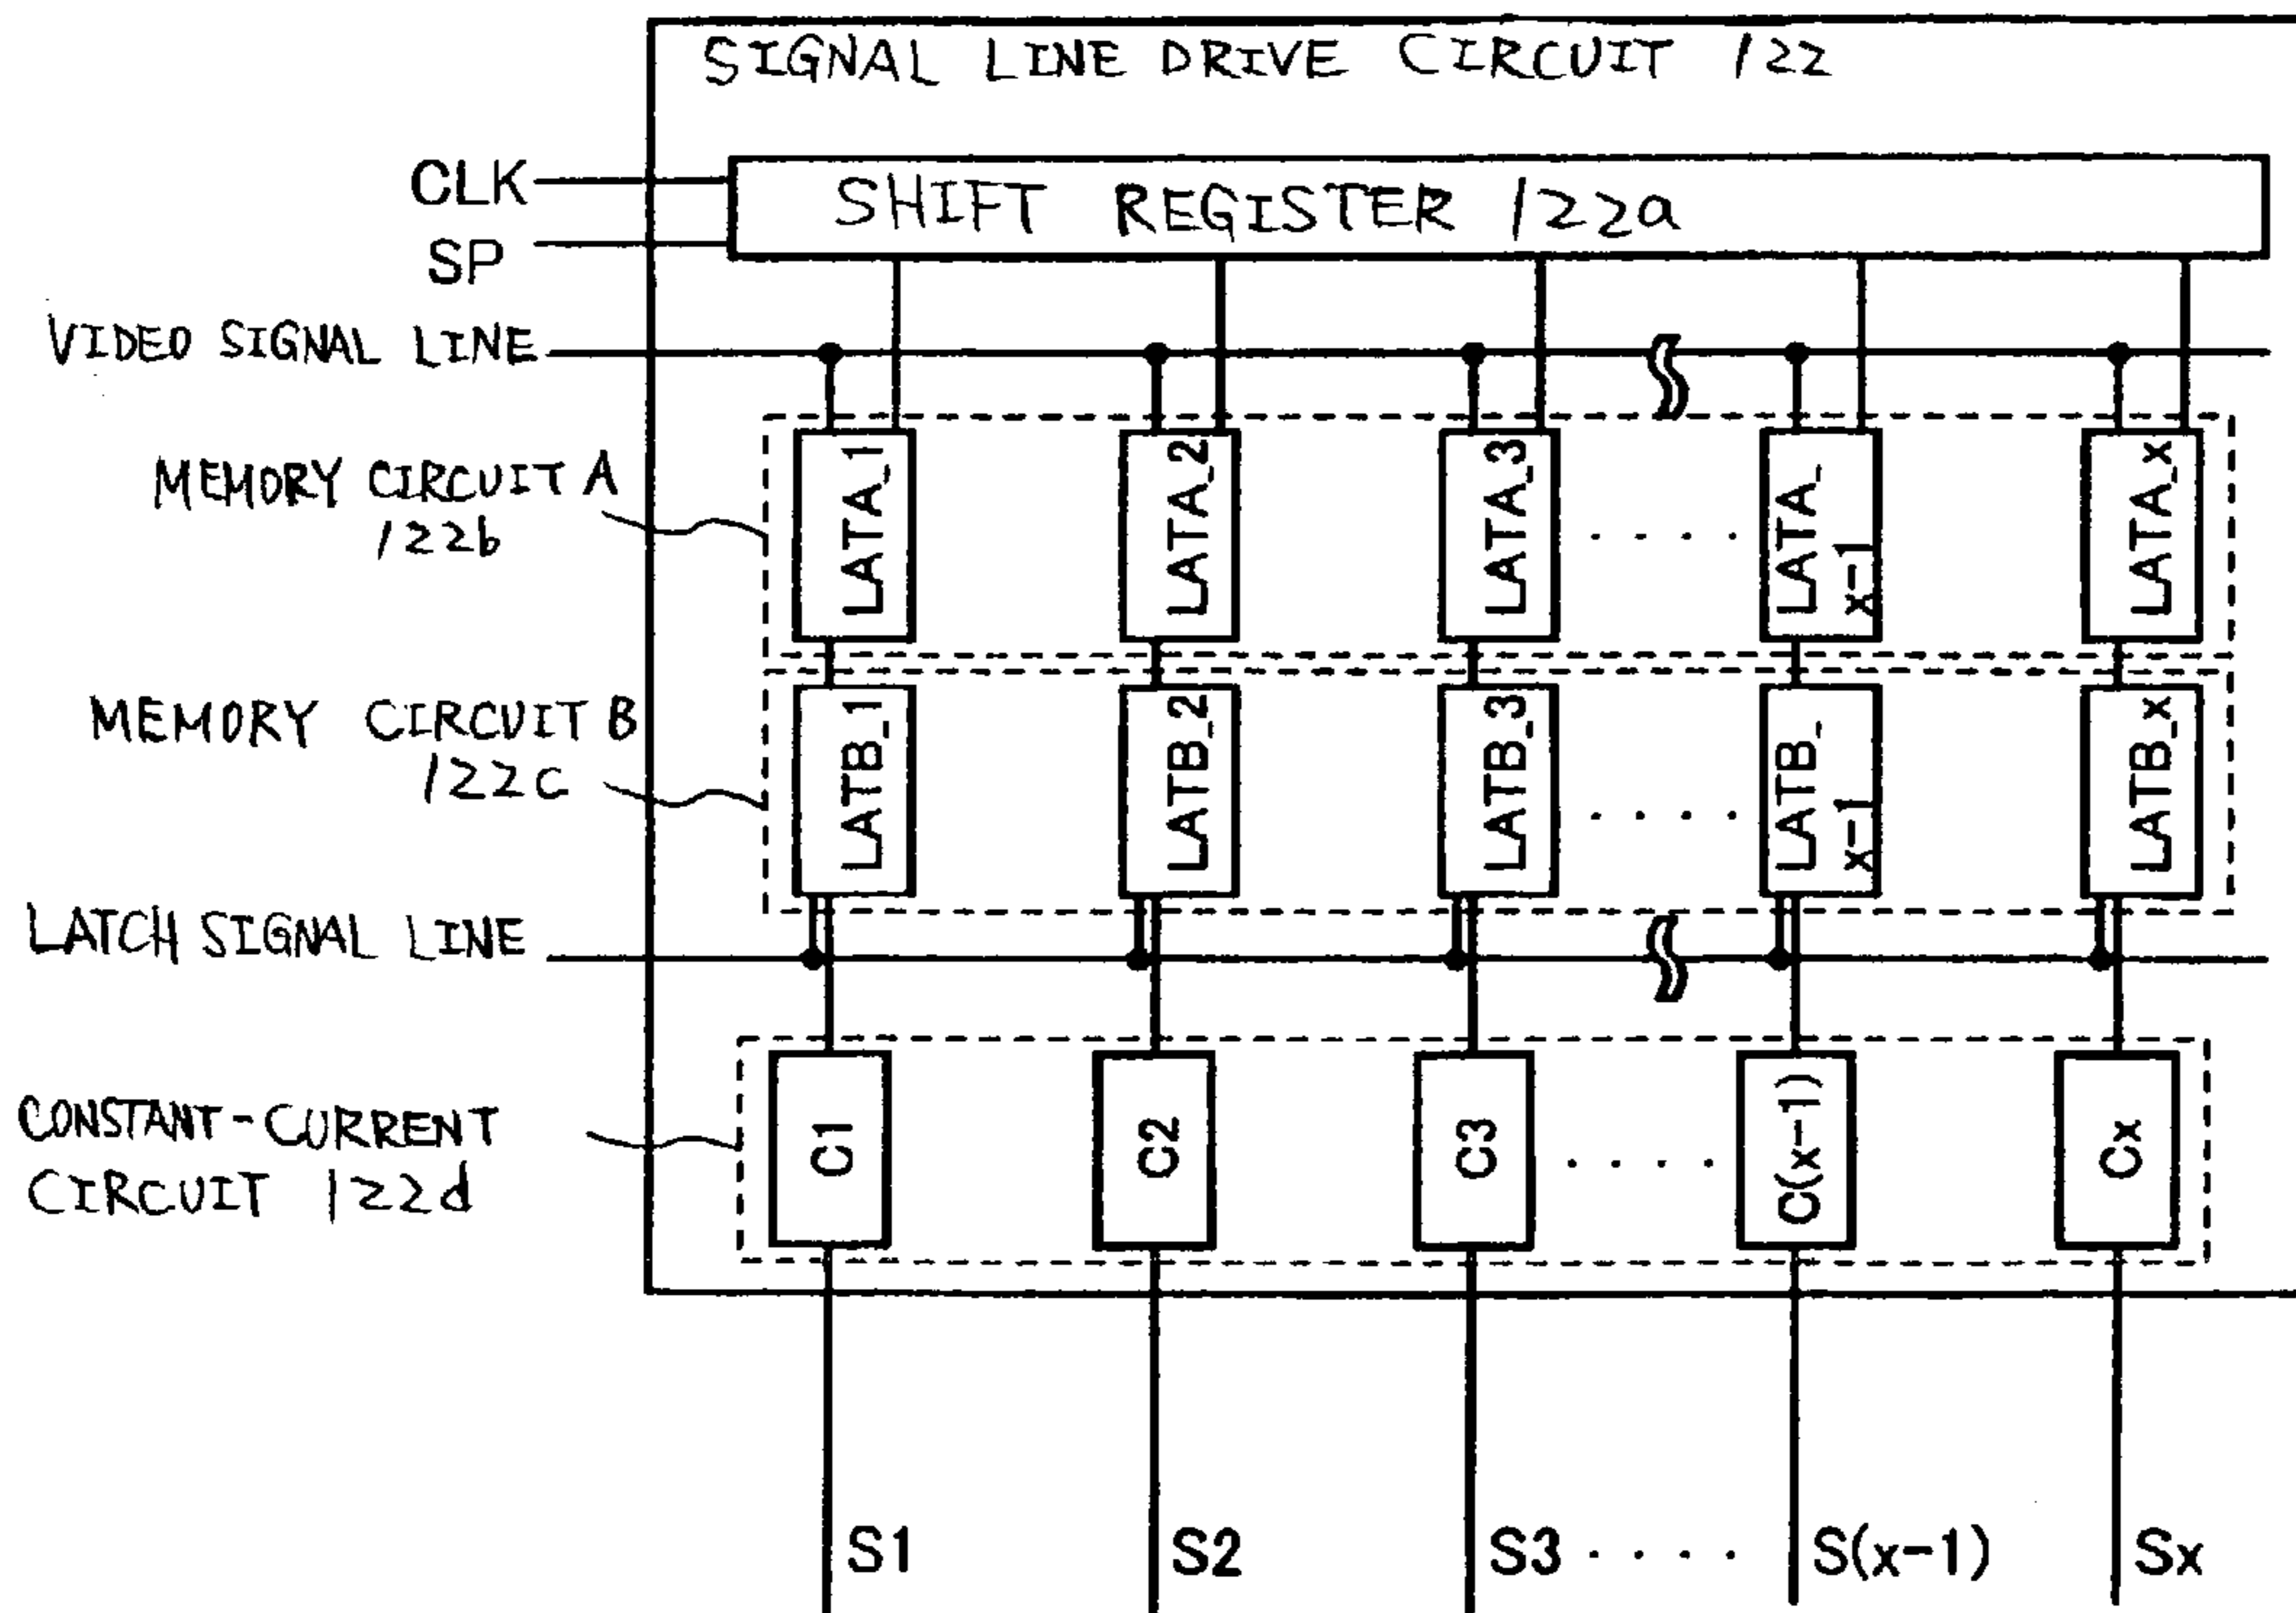 SIGNAL LINE DRIVE CIRCUIT 122
CLK
SP
SHIFT REGISTER 122a
VIDEO SIGNAL LINE
MEMORY CIRCUIT A
122b
LATA_1
LATA_2
LATA_3
. . . .
LATA_
x-1
LATA_x
MEMORY CIRCUIT B
122c
LATB_1
LATB_2
LATB_3
. . . .
LATB_
x-1
LATB_x
LATCH SIGNAL LINE
CONSTANT-CURRENT
CIRCUIT 122d
C1
C2
C3
. . . .
C(x-1)
Cx
S1 S2 S3 . . . . S(x-1) Sx